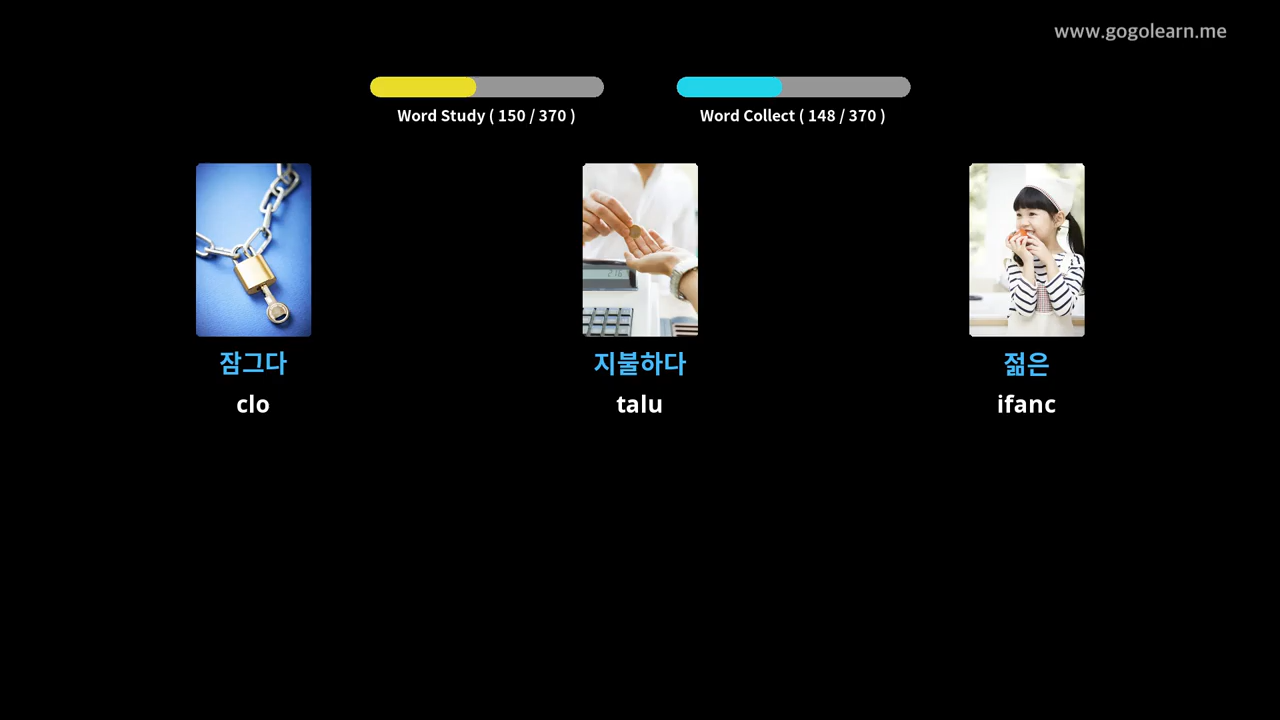 www.gogolearn.me
Word Study ( 150 / 370 )
Word Collect ( 148 / 370 )
잠그다
지불하다
젊은
clo
talu
ifanc